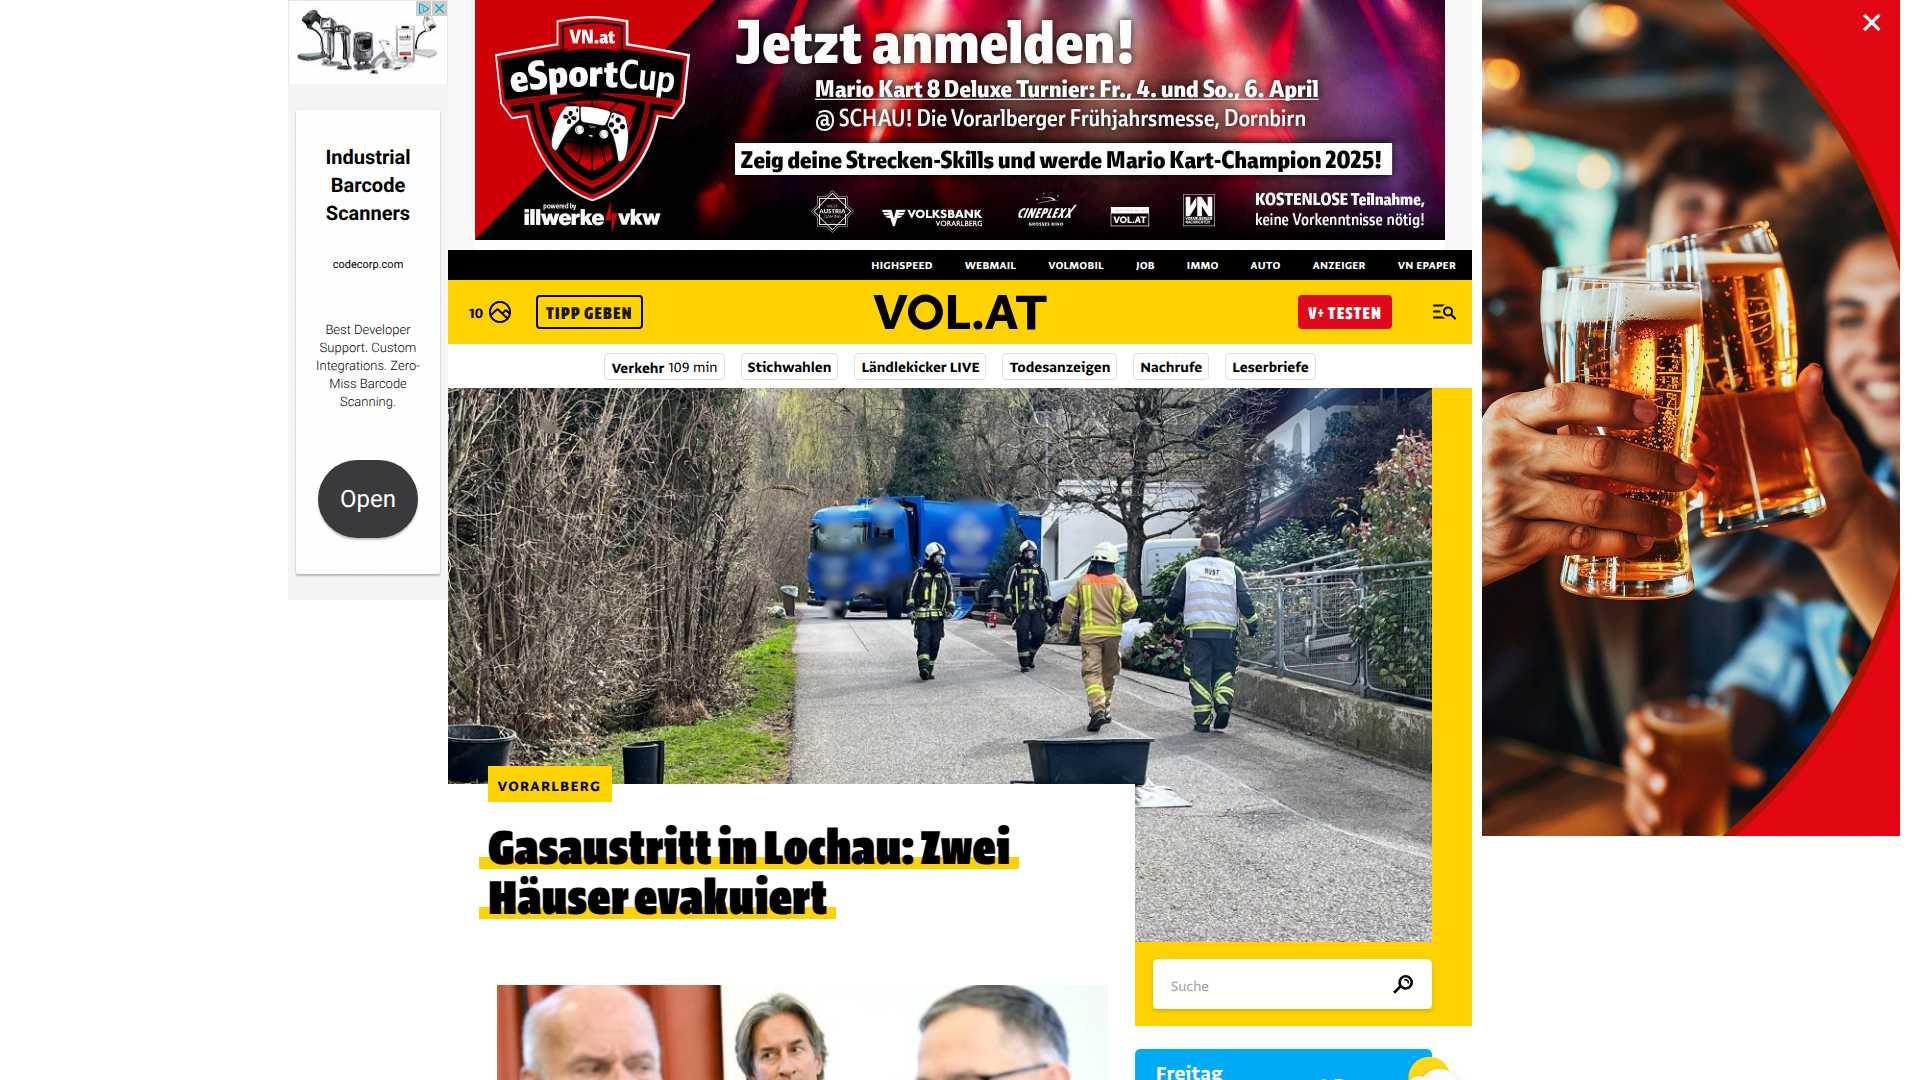 VN.at
eSportCup
powered by
illwerke vkw
Jetzt anmelden!
Mario Kart 8 Deluxe Turnier: Fr., 4. und So., 6. April
@ SCHAU! Die Vorarlberger Frühjahrsmesse, Dornbirn
Zeig deine Strecken-Skills und werde Mario Kart-Champion 2025!
AUSTRIA
VOLKSBANK
VORARLBERG
CINEPLEXX
VOL.AT
VN
KOSTENLOSE Teilnahme,
keine Vorkenntnisse nötig!
Industrial
Barcode
Scanners
codecorp.com
Best Developer
Support. Custom
Integrations. Zero-
Miss Barcode
Scanning.
Open
HIGHSPEED WEBMAIL VOLMOBIL JOB IMMO AUTO ANZEIGER VN EPAPER
10 TIPP GEBEN VOL.AT V+ TESTEN
Verkehr 109 min Stichwahlen Ländlekicker LIVE Todesanzeigen Nachrufe Leserbriefe
VORARLBERG
Gasaustritt in Lochau: Zwei
Häuser evakuiert
Suche
Freitag